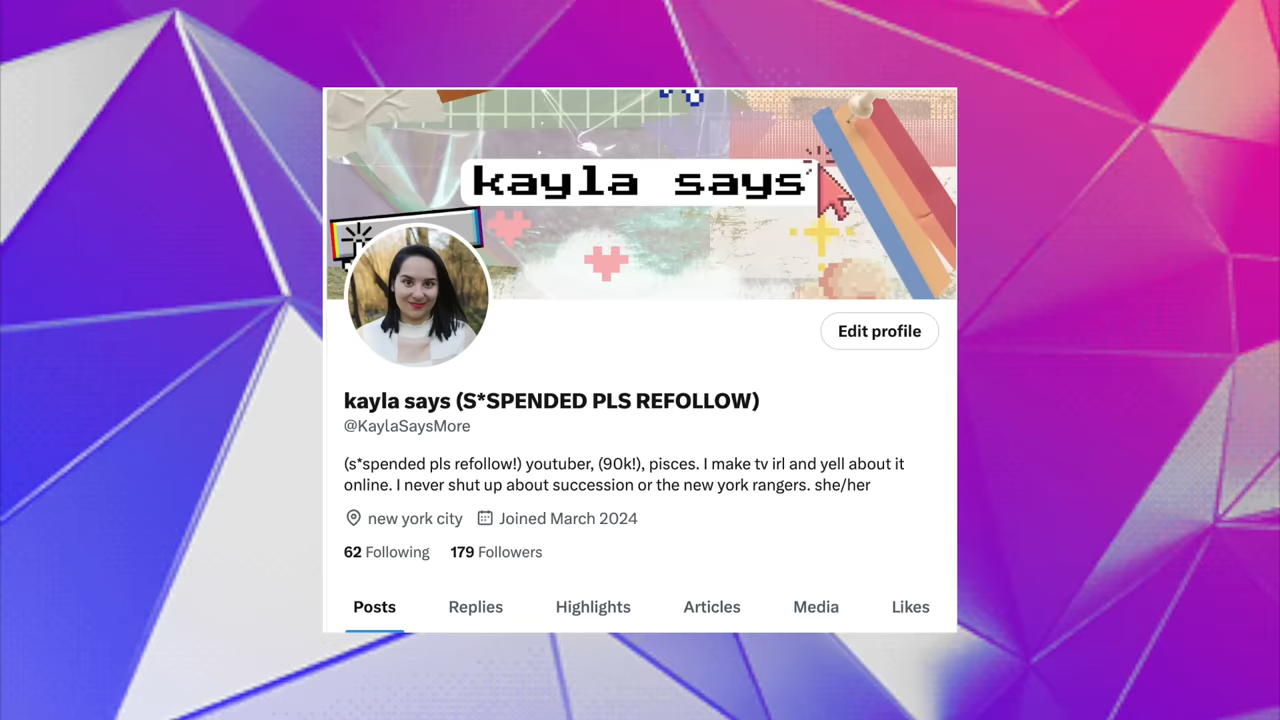 kayla says
Edit profile
kayla says (S*SPENDED PLS REFOLLOW)
@KaylaSaysMore
(s*spended pls refollow!) youtuber, (90k!), pisces. I make tv irl and yell about it
online. I never shut up about succession or the new york rangers. she/her
new york city Joined March 2024
62 Following 179 Followers
Posts Replies Highlights Articles Media Likes